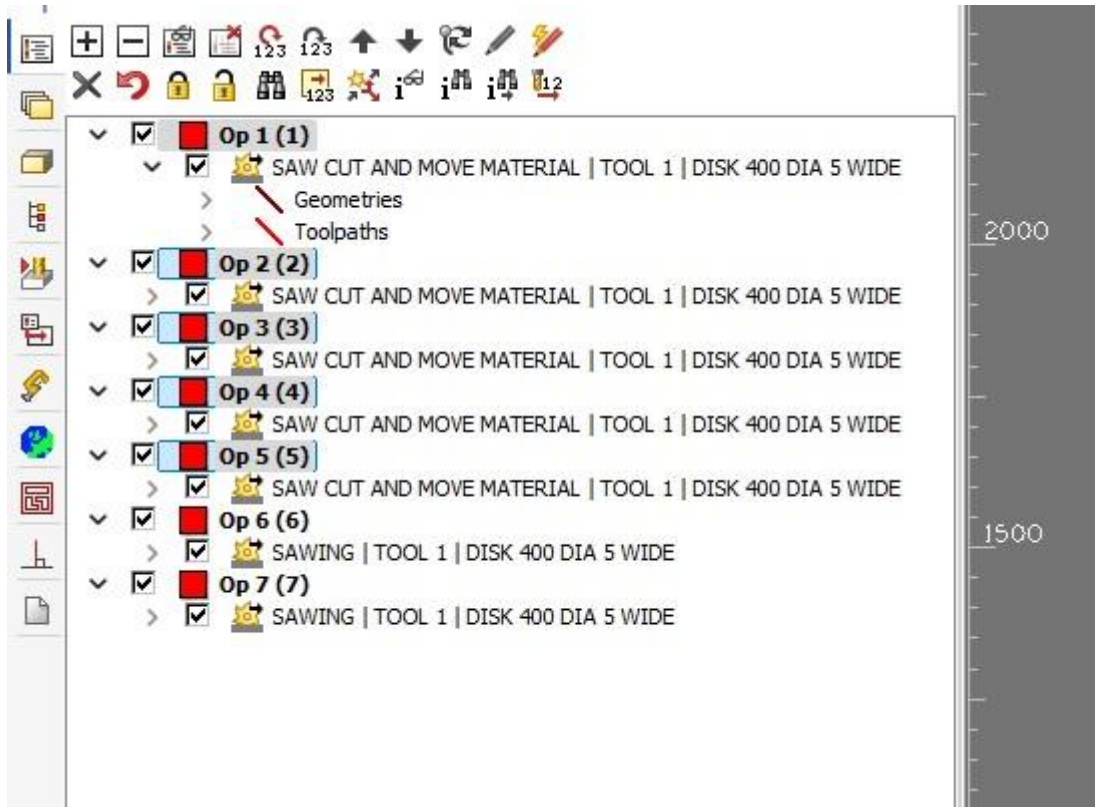 123 123
123 i i i 12
Op 1 (1)
SAW CUT AND MOVE MATERIAL | TOOL 1 | DISK 400 DIA 5 WIDE
Geometries
Toolpaths
2000
Op 2 (2)
SAW CUT AND MOVE MATERIAL | TOOL 1 | DISK 400 DIA 5 WIDE
Op 3 (3)
SAW CUT AND MOVE MATERIAL | TOOL 1 | DISK 400 DIA 5 WIDE
Op 4 (4)
SAW CUT AND MOVE MATERIAL | TOOL 1 | DISK 400 DIA 5 WIDE
Op 5 (5)
SAW CUT AND MOVE MATERIAL | TOOL 1 | DISK 400 DIA 5 WIDE
Op 6 (6)
1500
SAWING | TOOL 1 | DISK 400 DIA 5 WIDE
Op 7 (7)
SAWING | TOOL 1 | DISK 400 DIA 5 WIDE